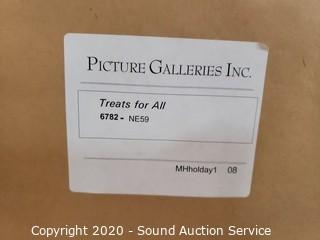 PICTURE GALLERIES INC.
Treats for All
6782- NE59
MHholday1 08
Copyright 2020 - Sound Auction Service